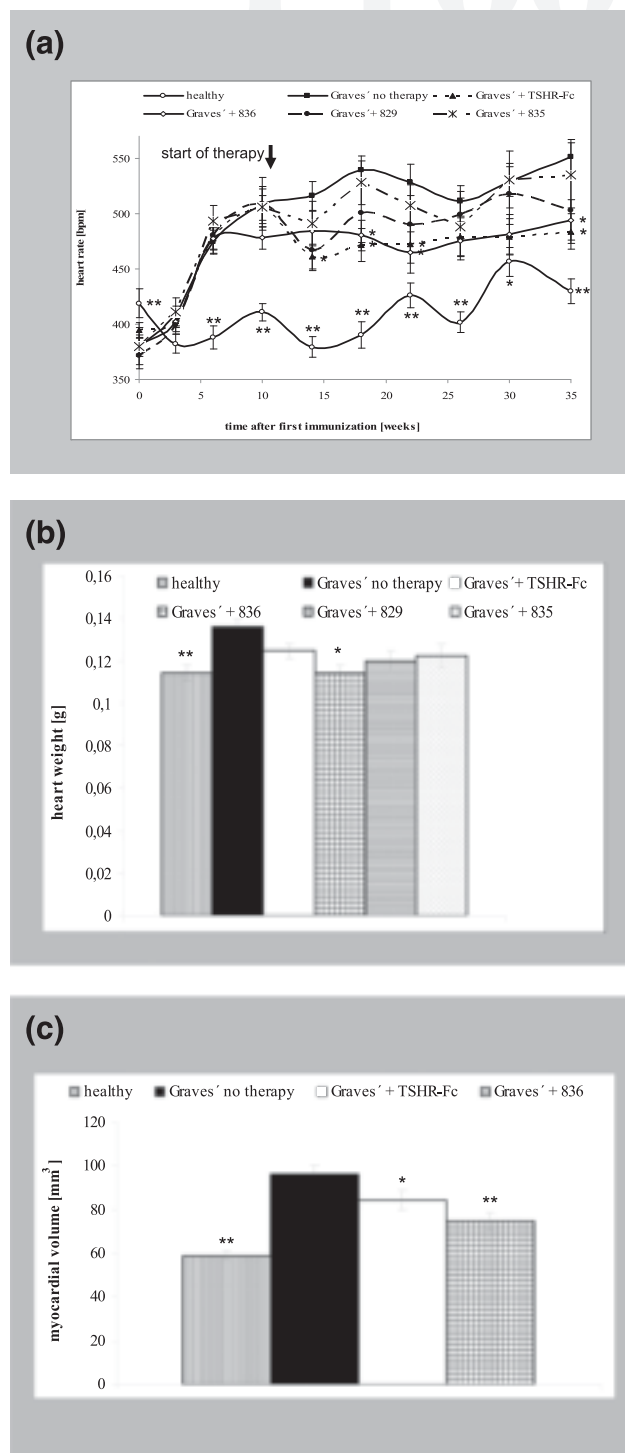 (a)
healthy Graves´ no therapy Graves´ + TSHR-Fc
Graves´ + 836 Graves´+ 829 Graves´ + 835
start of therapy
heart rate [bpm]
550
500
450
400
350
** ** ** ** ** ** ** * **
* * * * * * *
0 5 10 15 20 25 30 35
time after first immunization [weeks]
(b)
0,16
0,14
0,12
0,1
0,08
0,06
0,04
0,02
0
heart weight [g]
healthy Graves´ no therapy Graves´+ TSHR-Fc
Graves´ + 836 Graves´ + 829 Graves´ + 835
** *
(c)
healthy Graves´ no therapy Graves´ + TSHR-Fc Graves´ + 836
120
100
80
60
40
20
0
myocardial volume [mm³]
** * **